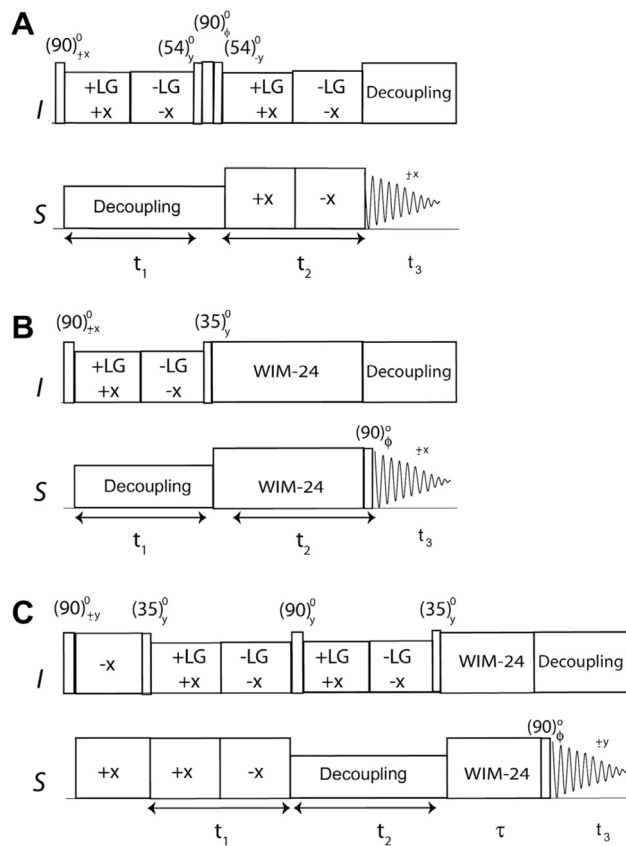 A
(90)⁰φ
(90)⁰±x (54)⁰y (54)⁰-y
I +LG -LG +LG -LG Decoupling
+x -x +x -x
S Decoupling +x -x ±x
t₁ t₂ t₃
B
(90)⁰±x (35)⁰y
I +LG -LG WIM-24 Decoupling
+x -x
(90)ᵒφ ±x
S Decoupling WIM-24
t₁ t₂ t₃
C
(90)⁰±y (35)⁰y (90)⁰y (35)⁰y
I -x +LG -LG +LG -LG WIM-24 Decoupling
+x -x +x -x
(90)ᵒφ ±y
S +x +x -x Decoupling WIM-24
t₁ t₂ τ t₃